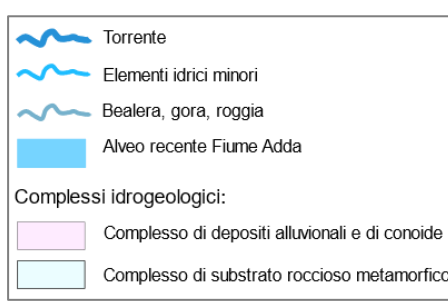 Torrente
Elementi idrici minori
Bealera, gora, roggia
Alveo recente Fiume Adda
Complessi idrogeologici:
Complesso di depositi alluvionali e di conoide
Complesso di substrato roccioso metamorfico